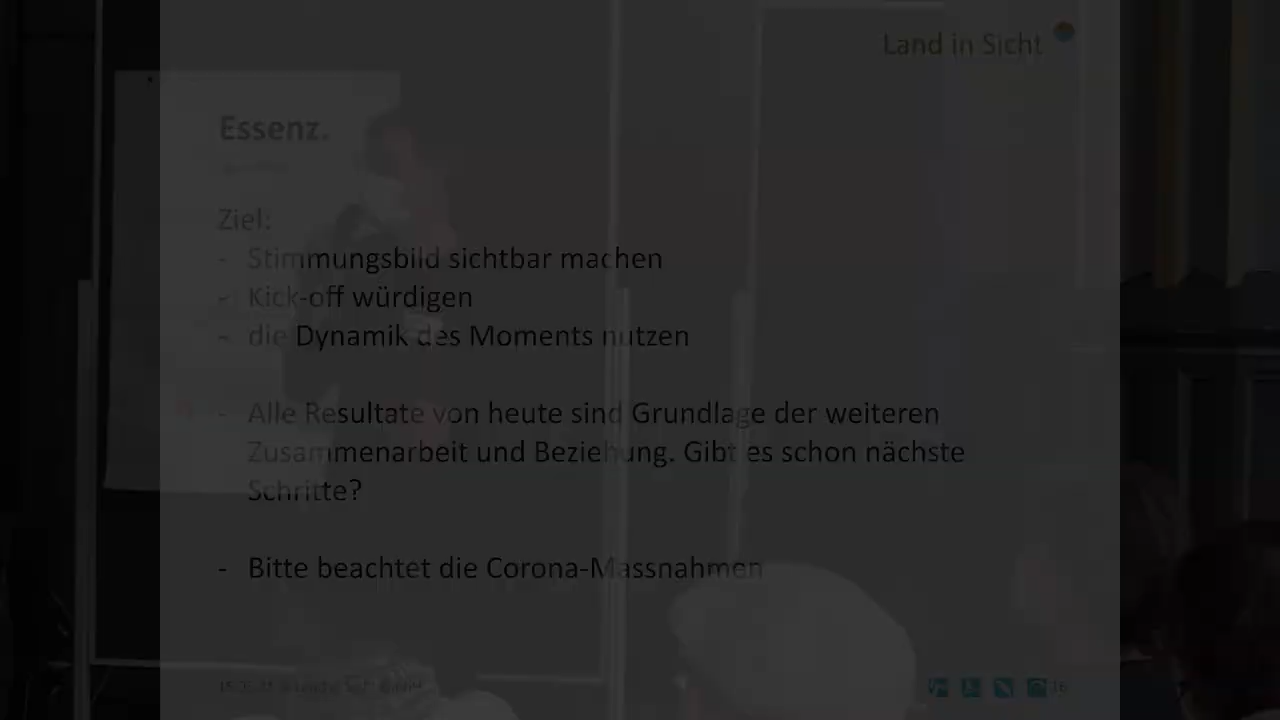 Land in Sicht
Essenz.
Ziel:
- Stimmungsbild sichtbar machen
- Kick-off würdigen
- die Dynamik des Moments nutzen
- Alle Resultate von heute sind Grundlage der weiteren
Zusammenarbeit und Beziehung. Gibt es schon nächste
Schritte?
- Bitte beachtet die Corona-Massnahmen
16